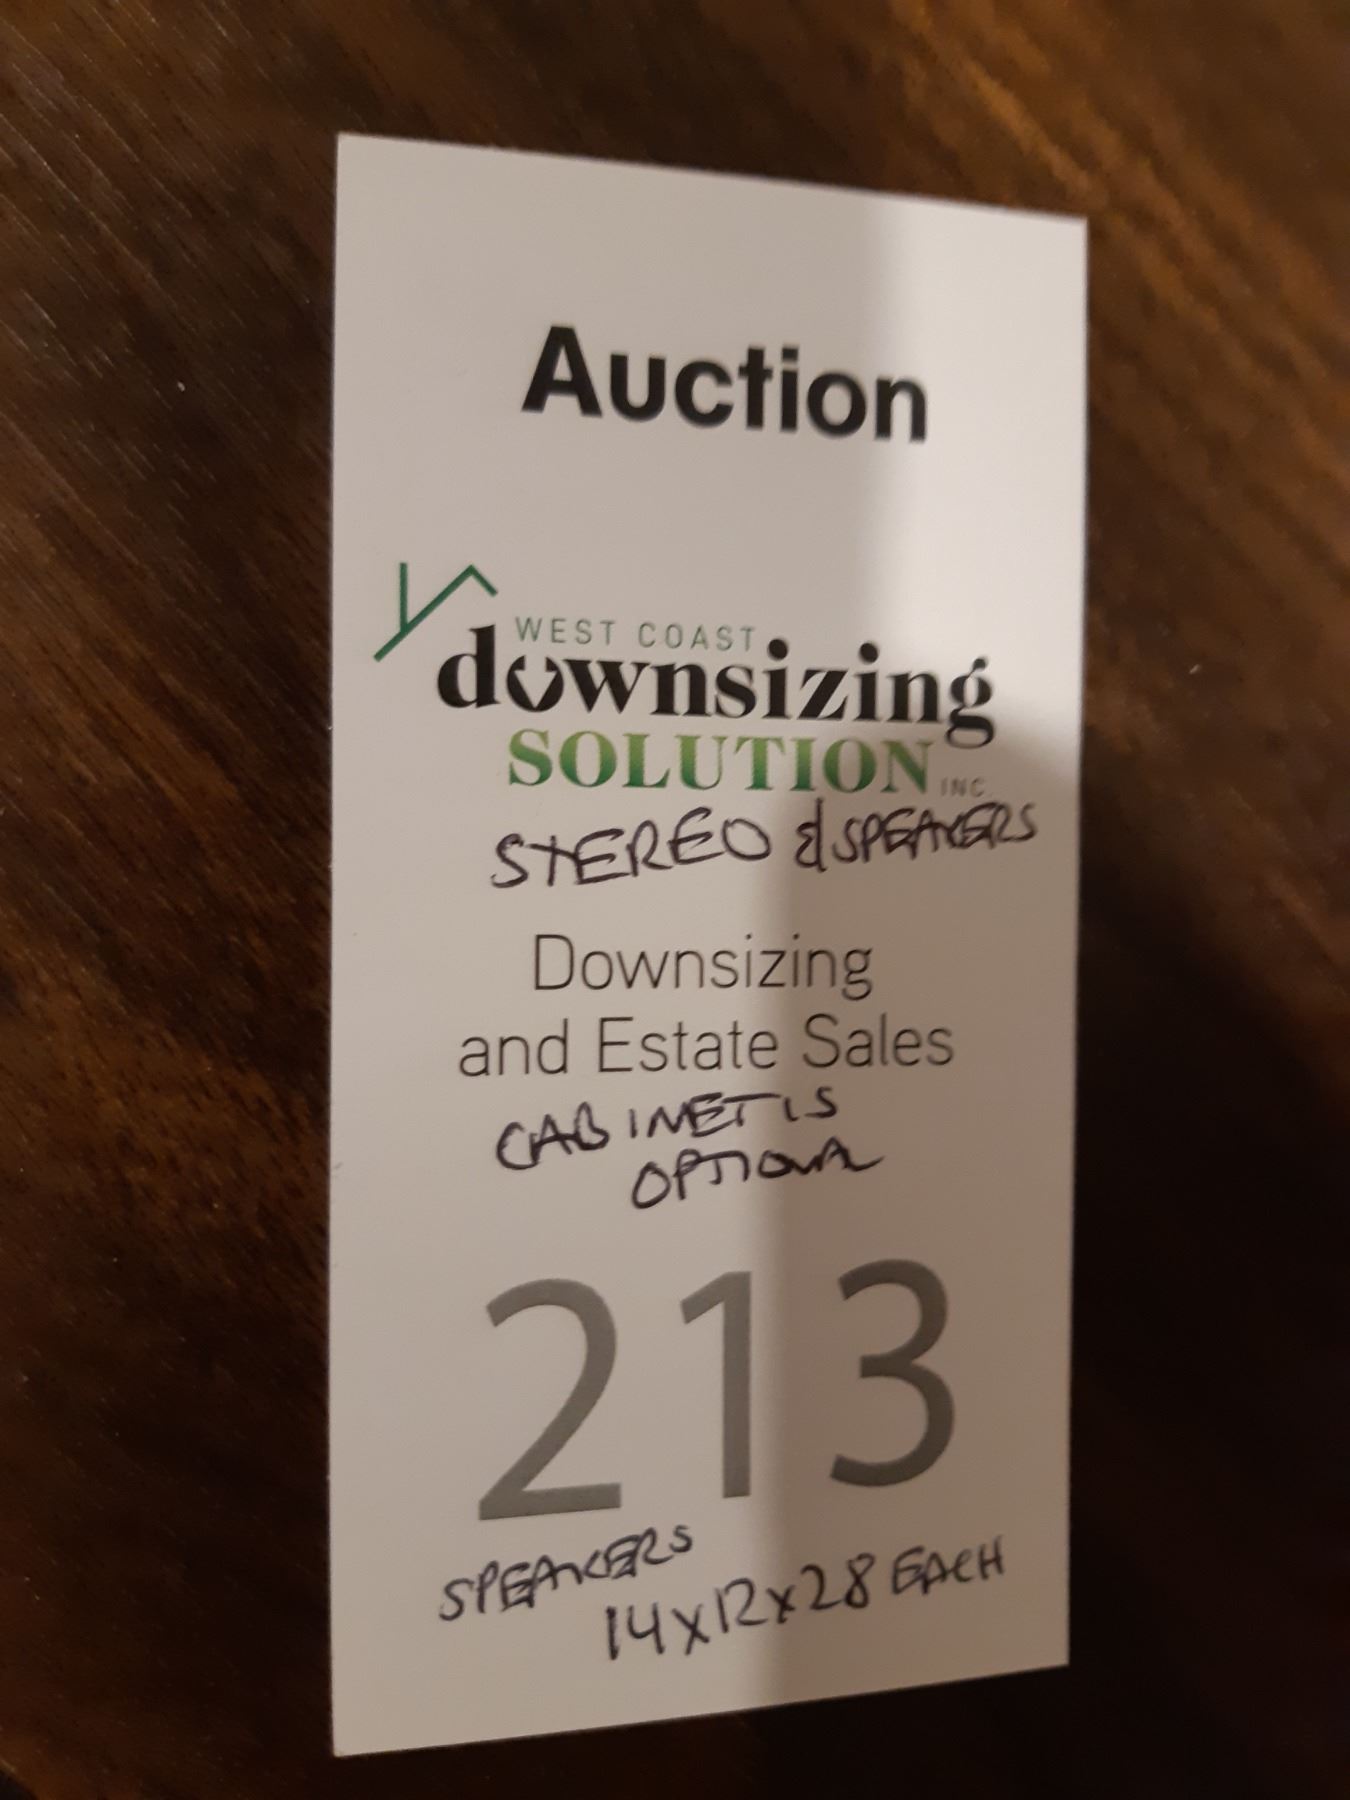 Auction
WEST COAST
downsizing
SOLUTION INC.
STEREO & SPEAKERS
Downsizing
and Estate Sales
CABINET IS
OPTIONAL
213
SPEAKERS
14x12x28 EACH